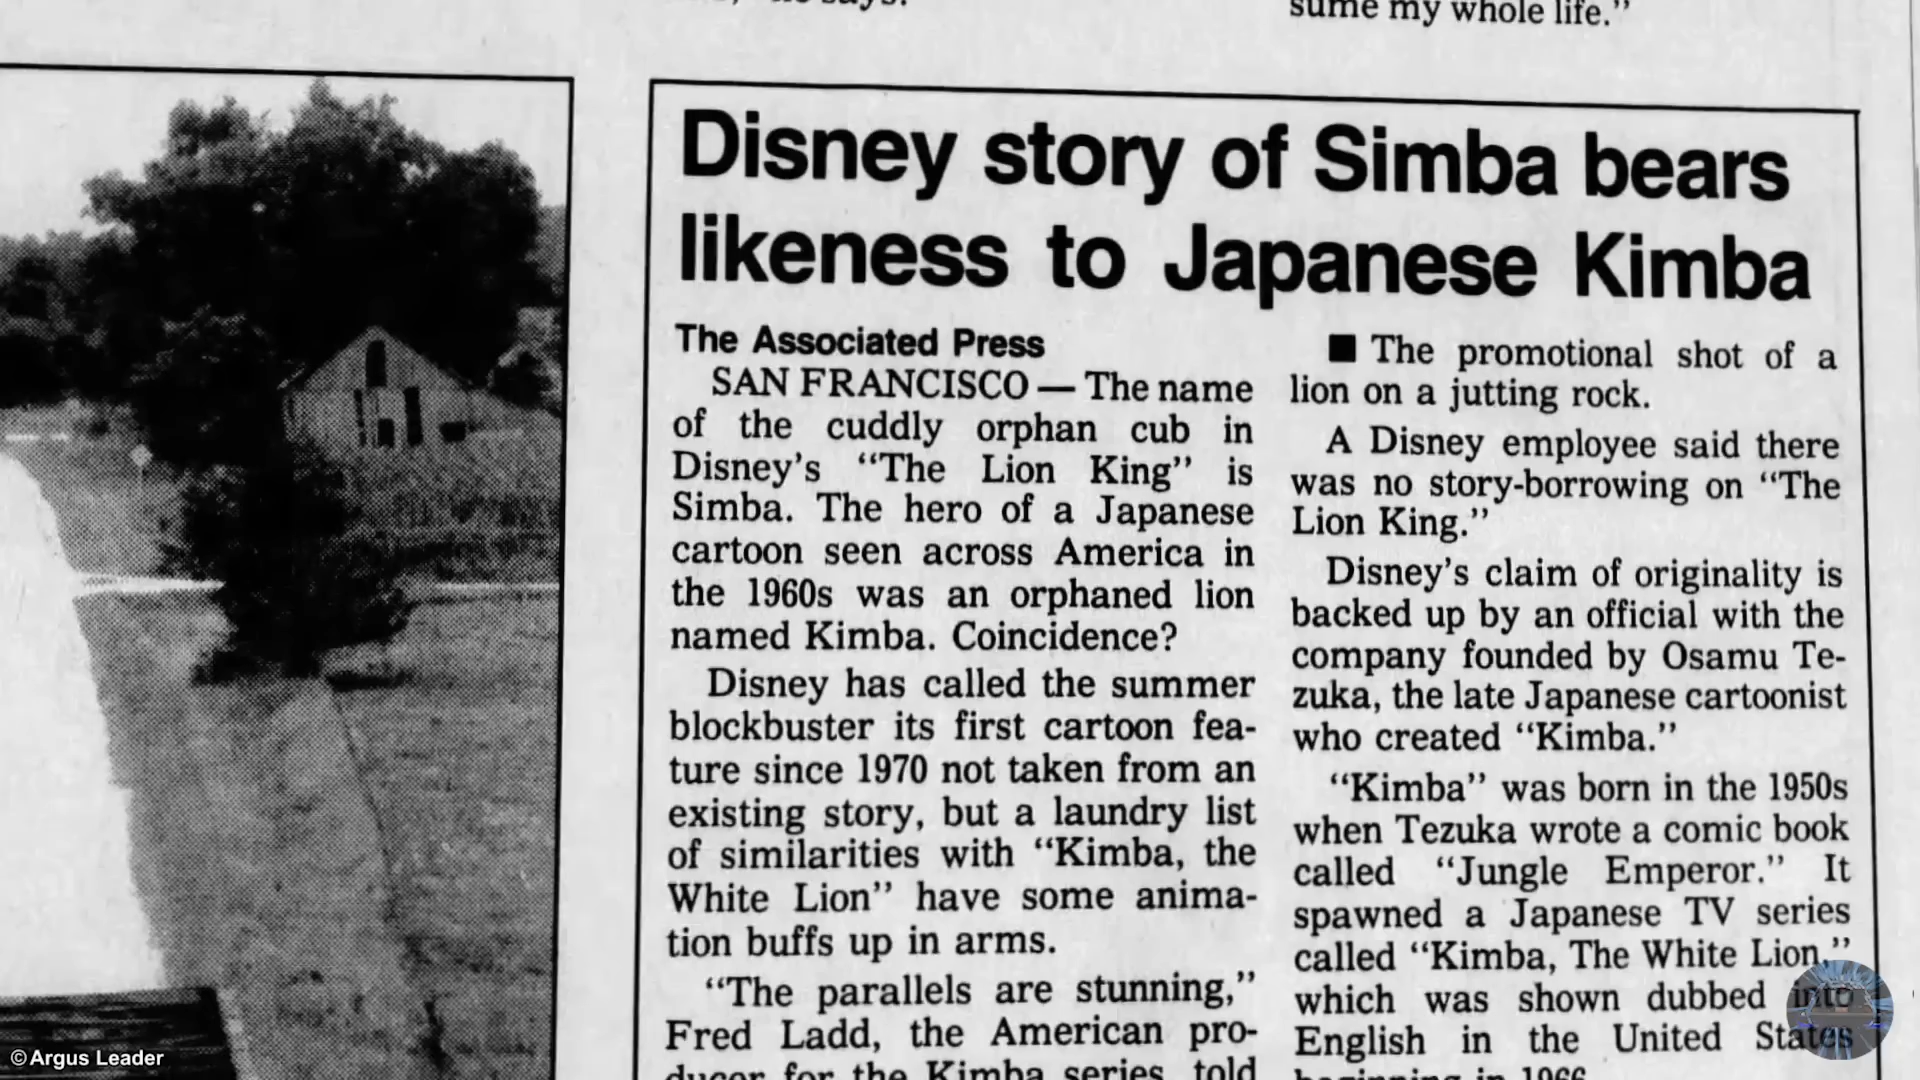 sume my whole life."
Disney story of Simba bears
likeness to Japanese Kimba
The Associated Press
SAN FRANCISCO — The name
of the cuddly orphan cub in
Disney's "The Lion King" is
Simba. The hero of a Japanese
cartoon seen across America in
the 1960s was an orphaned lion
named Kimba. Coincidence?
Disney has called the summer
blockbuster its first cartoon fea-
ture since 1970 not taken from an
existing story, but a laundry list
of similarities with "Kimba, the
White Lion" have some anima-
tion buffs up in arms.
"The parallels are stunning,"
Fred Ladd, the American pro-
ducer for the Kimba series, told
■ The promotional shot of a
lion on a jutting rock.
A Disney employee said there
was no story-borrowing on "The
Lion King."
Disney's claim of originality is
backed up by an official with the
company founded by Osamu Te-
zuka, the late Japanese cartoonist
who created "Kimba."
"Kimba" was born in the 1950s
when Tezuka wrote a comic book
called "Jungle Emperor." It
spawned a Japanese TV series
called "Kimba, The White Lion,"
which was shown dubbed into
English in the United States
beginning in 1966
©Argus Leader